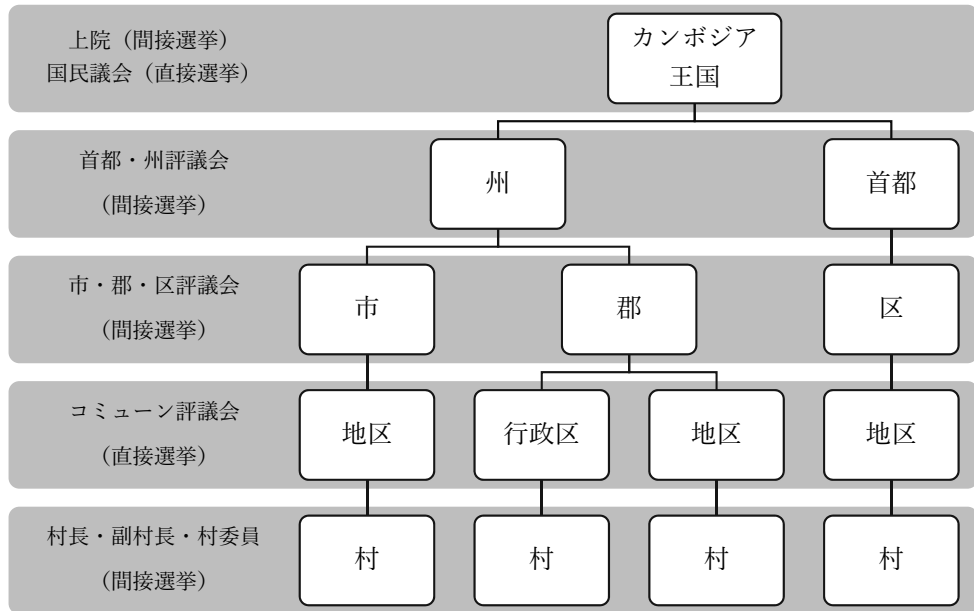 上院（間接選挙）
国民議会（直接選挙）
カンボジア
王国
首都・州評議会
（間接選挙）
州
首都
市・郡・区評議会
（間接選挙）
市
郡
区
コミューン評議会
（直接選挙）
地区
行政区
地区
地区
村長・副村長・村委員
（間接選挙）
村
村
村
村